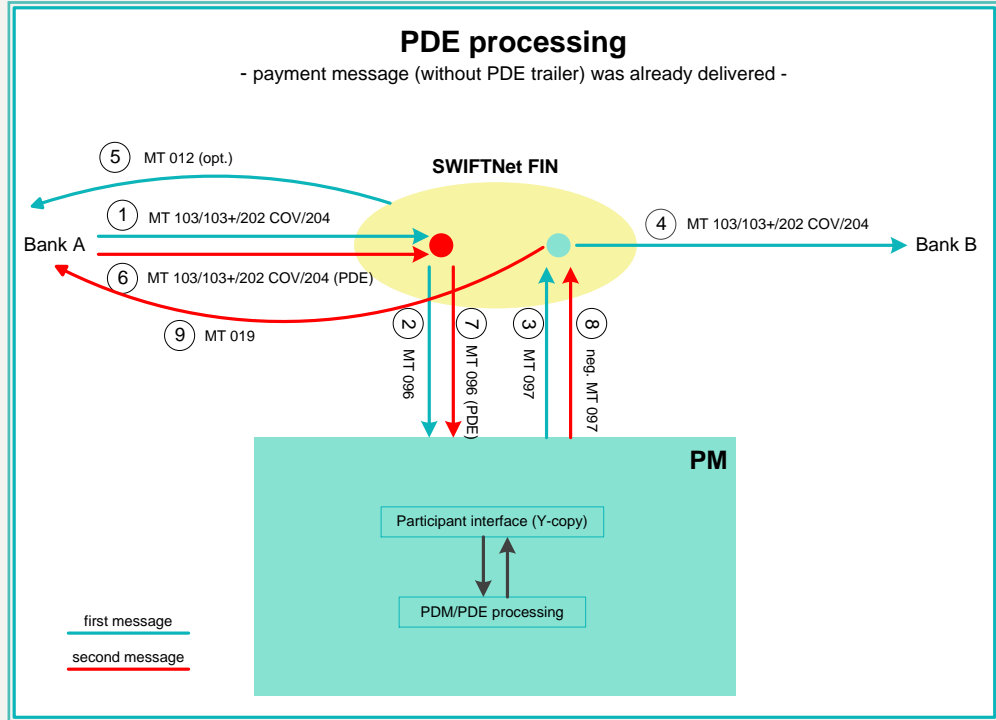 PDE processing
- payment message (without PDE trailer) was already delivered -
5 MT 012 (opt.)
SWIFTNet FIN
1 MT 103/103+/202 COV/204
4 MT 103/103+/202 COV/204
Bank A
Bank B
6 MT 103/103+/202 COV/204 (PDE)
9 MT 019
2 MT 096
7 MT 096 (PDE)
3 MT 097
8 neg. MT 097
PM
Participant interface (Y-copy)
PDM/PDE processing
first message
second message